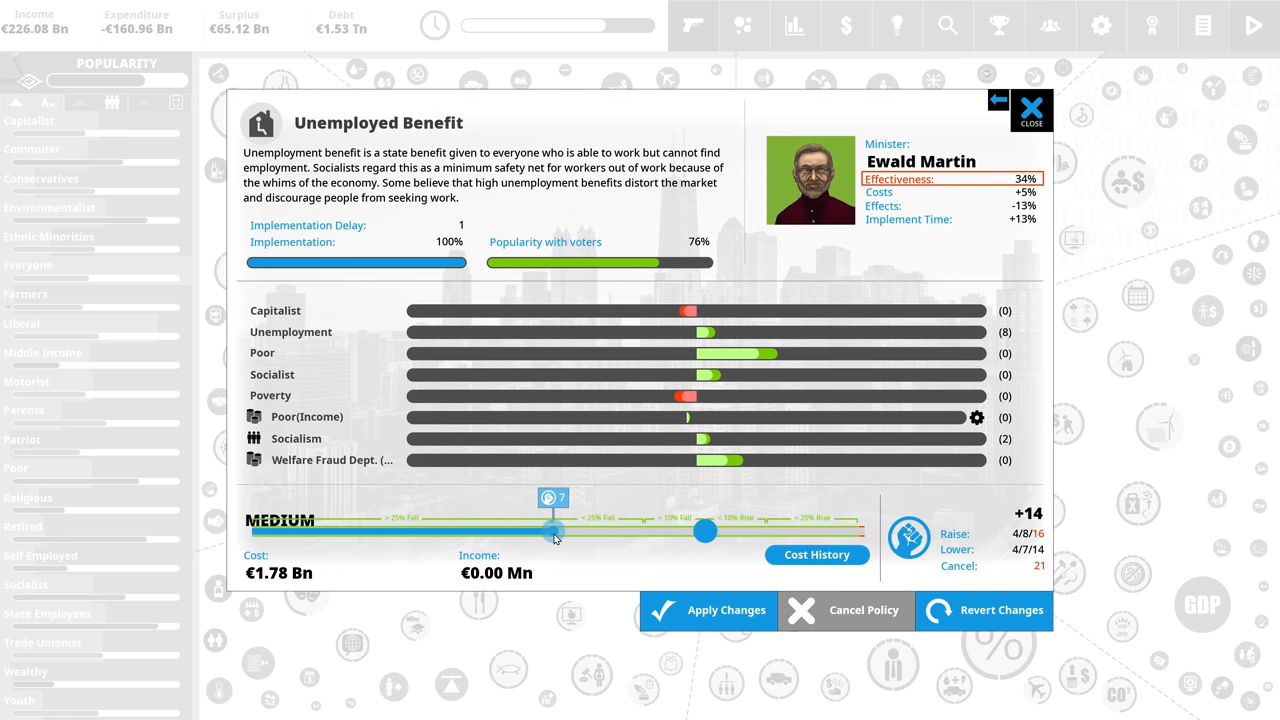 Income
Expenditure
Surplus
Debt
€226.08 Bn
-€160.96 Bn
€65.12 Bn
€1.53 Tn
POPULARITY
Capitalist
Commuter
Conservatives
Environmentalist
Ethnic Minorities
Everyone
Farmers
Liberal
Middle Income
Motorist
Parents
Patriot
Poor
Religious
Retired
Self Employed
Socialist
State Employees
Trade Unionist
Wealthy
Youth
Unemployed Benefit
Unemployment benefit is a state benefit given to everyone who is able to work but cannot find
employment. Socialists regard this as a minimum safety net for workers out of work because of
the whims of the economy. Some believe that high unemployment benefits distort the market
and discourage people from seeking work.
Implementation Delay: 1
Implementation: 100%
Popularity with voters 76%
CLOSE
Minister:
Ewald Martin
Effectiveness: 34%
Costs +5%
Effects: -13%
Implement Time: +13%
Capitalist (0)
Unemployment (8)
Poor (0)
Socialist (0)
Poverty (0)
Poor(Income) (0)
Socialism (2)
Welfare Fraud Dept. (... (0)
7
MEDIUM
> 25% Fall
< 25% Fall
< 10% Fall
< 10% Rise
< 25% Rise
Cost:
€1.78 Bn
Income:
€0.00 Mn
Cost History
+14
Raise: 4/8/16
Lower: 4/7/14
Cancel: 21
Apply Changes
Cancel Policy
Revert Changes
GDP
CO²